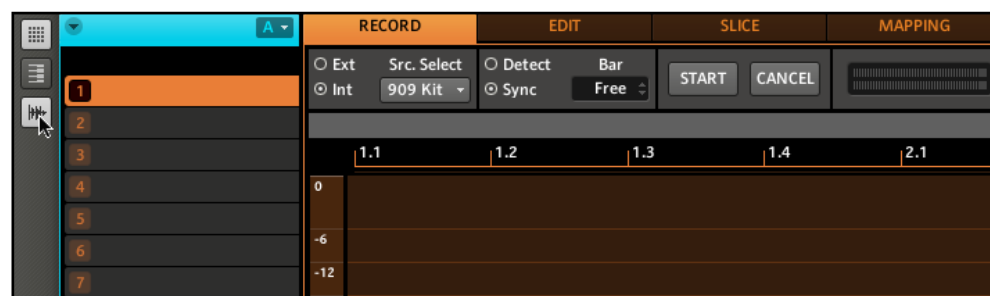 A
RECORD EDIT SLICE MAPPING
Ext Src. Select Detect Bar
Int 909 Kit Sync Free START CANCEL
1
2
3
4
5
6
7
1.1 1.2 1.3 1.4 2.1
0
-6
-12